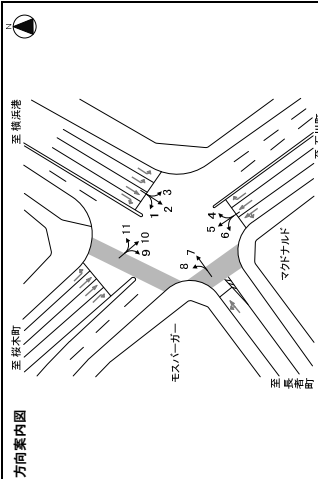 方向案内図
N
至 横浜港
至 桜木町
モスバーガー
マクドナルド
至
長者
町
1
2
3
4
5
6
7
8
9
10
11